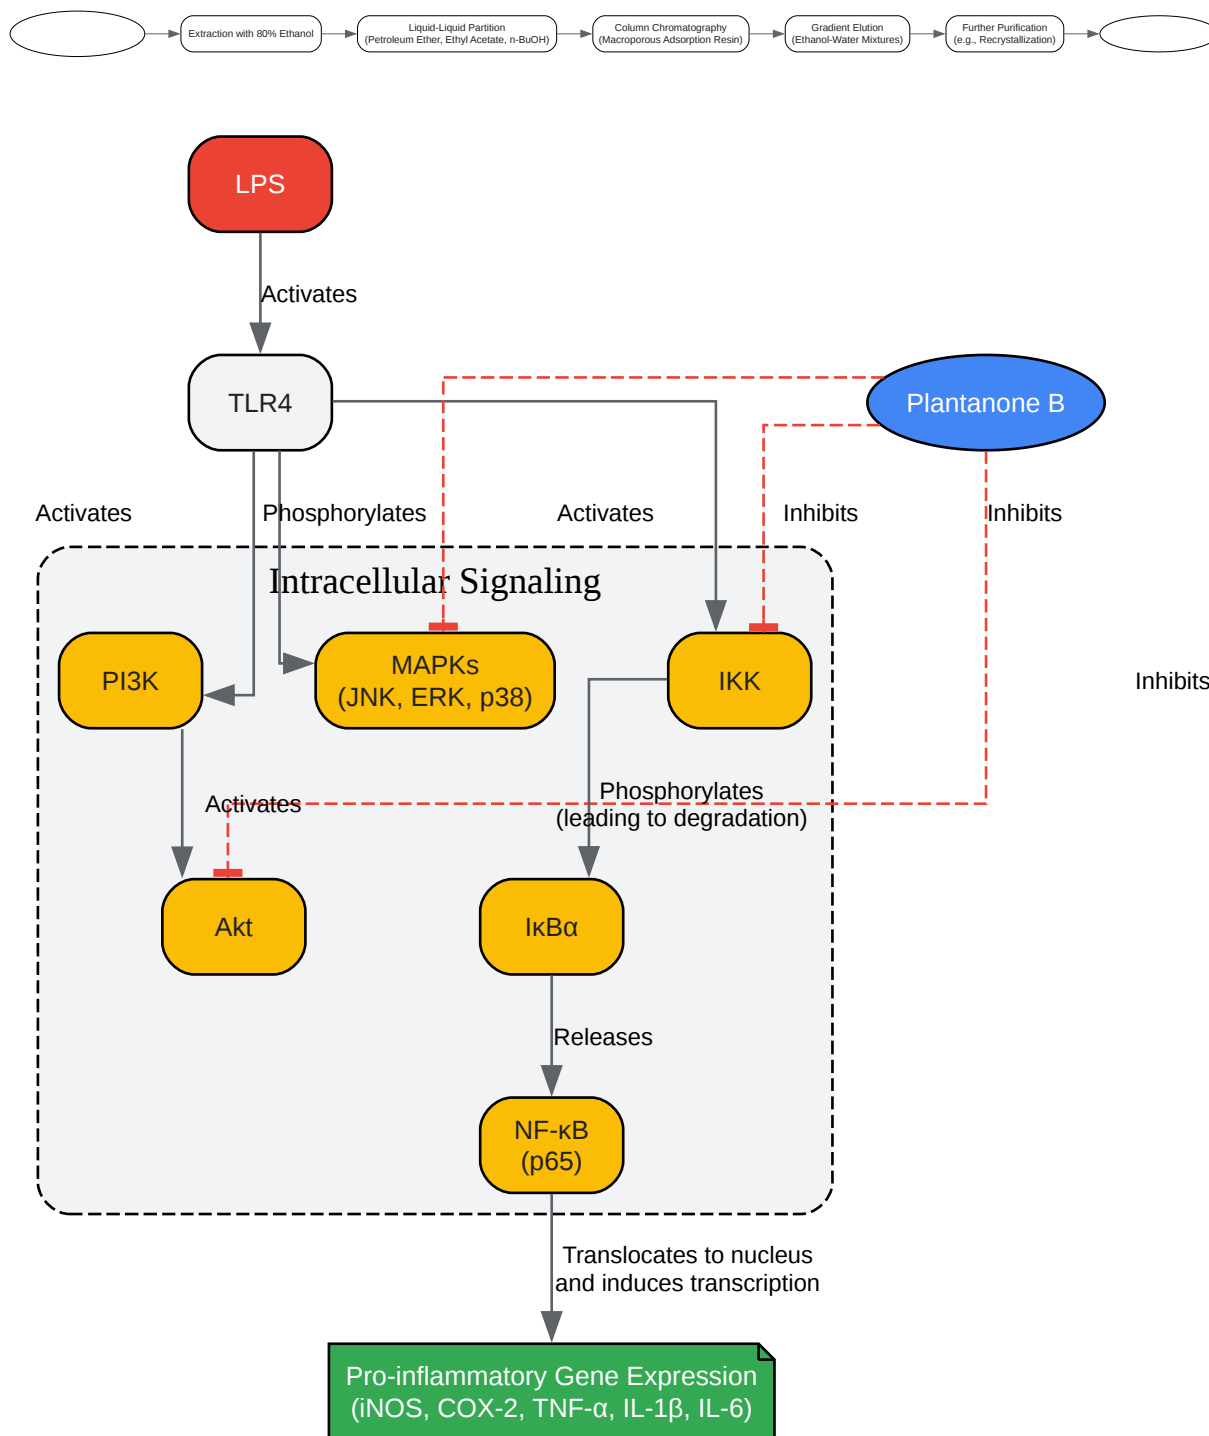 Extraction with 80% Ethanol
Liquid-Liquid Partition
(Petroleum Ether, Ethyl Acetate, n-BuOH)
Column Chromatography
(Macroporous Adsorption Resin)
Gradient Elution
(Ethanol-Water Mixtures)
Further Purification
(e.g., Recrystallization)
LPS
Activates
TLR4
Plantanone B
Activates
Phosphorylates
Activates
Inhibits
Inhibits
Intracellular Signaling
PI3K
MAPKs
(JNK, ERK, p38)
IKK
Inhibits
Activates
Phosphorylates
(leading to degradation)
Akt
IκBα
Releases
NF-κB
(p65)
Translocates to nucleus
and induces transcription
Pro-inflammatory Gene Expression
(iNOS, COX-2, TNF-α, IL-1β, IL-6)